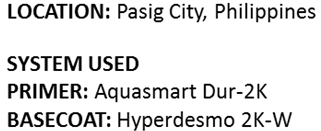 LOCATION: Pasig City, Philippines
SYSTEM USED
PRIMER: Aquasmart Dur-2K
BASECOAT: Hyperdesmo 2K-W